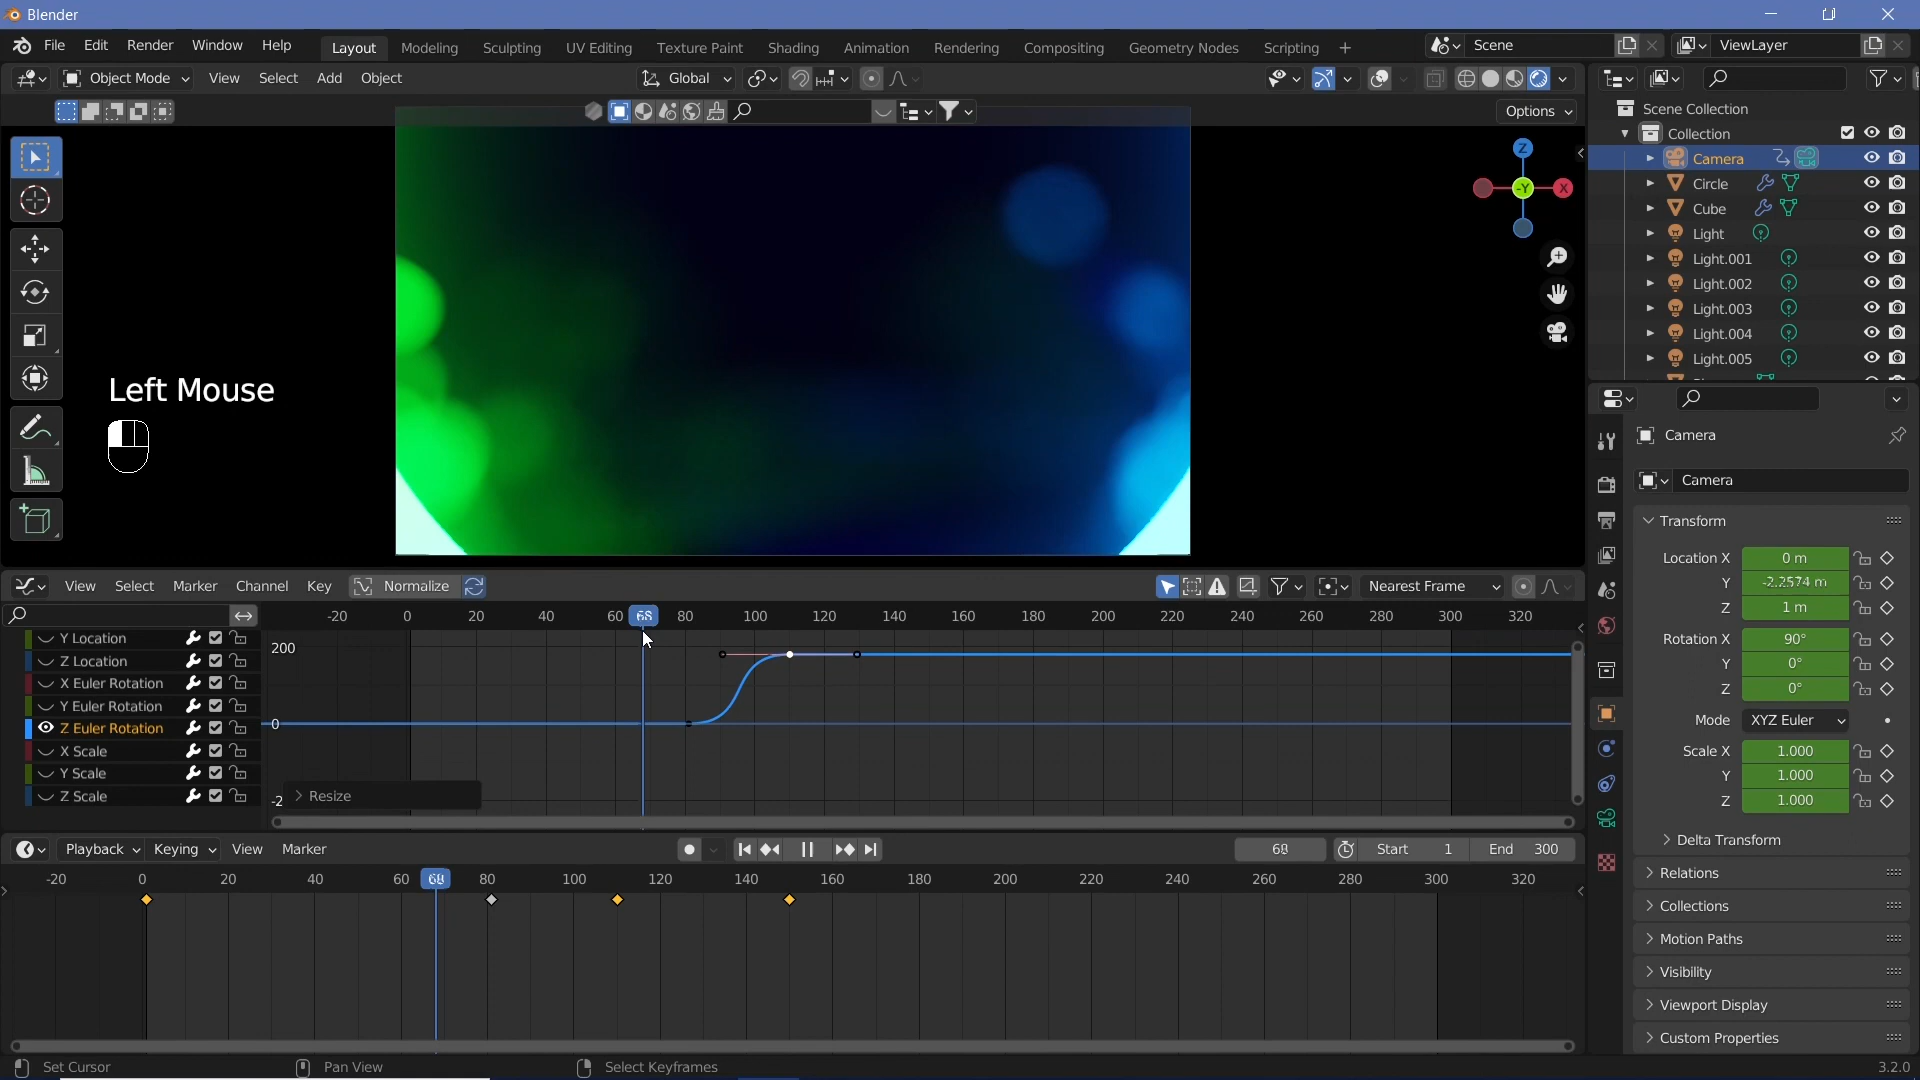 Blender
File Edit Render Window Help Layout Modeling Sculpting UV Editing Texture Paint Shading Animation Rendering Compositing Geometry Nodes Scripting + Scene ViewLayer
Object Mode View Select Add Object Global
Options
Scene Collection
Collection
Camera
Circle
Cube
Light
Light.001
Light.002
Light.003
Light.004
Light.005
Z
-Y
X
Left Mouse
Camera
Camera
Transform
Location X 0 m
Y -2.2574 m
Z 1 m
Rotation X 90°
Y 0°
Z 0°
Mode XYZ Euler
Scale X 1.000
Y 1.000
Z 1.000
Delta Transform
Relations
Collections
Motion Paths
Visibility
Viewport Display
Custom Properties
View Select Marker Channel Key Normalize Nearest Frame
-20 0 20 40 60 68 80 100 120 140 160 180 200 220 240 260 280 300 320
Y Location
Z Location
X Euler Rotation
Y Euler Rotation
Z Euler Rotation
X Scale
Y Scale
Z Scale
200
0
-2
Resize
Playback Keying View Marker 68 Start 1 End 300
-20 0 20 40 60 68 80 100 120 140 160 180 200 220 240 260 280 300 320
Set Cursor Pan View Select Keyframes 3.2.0